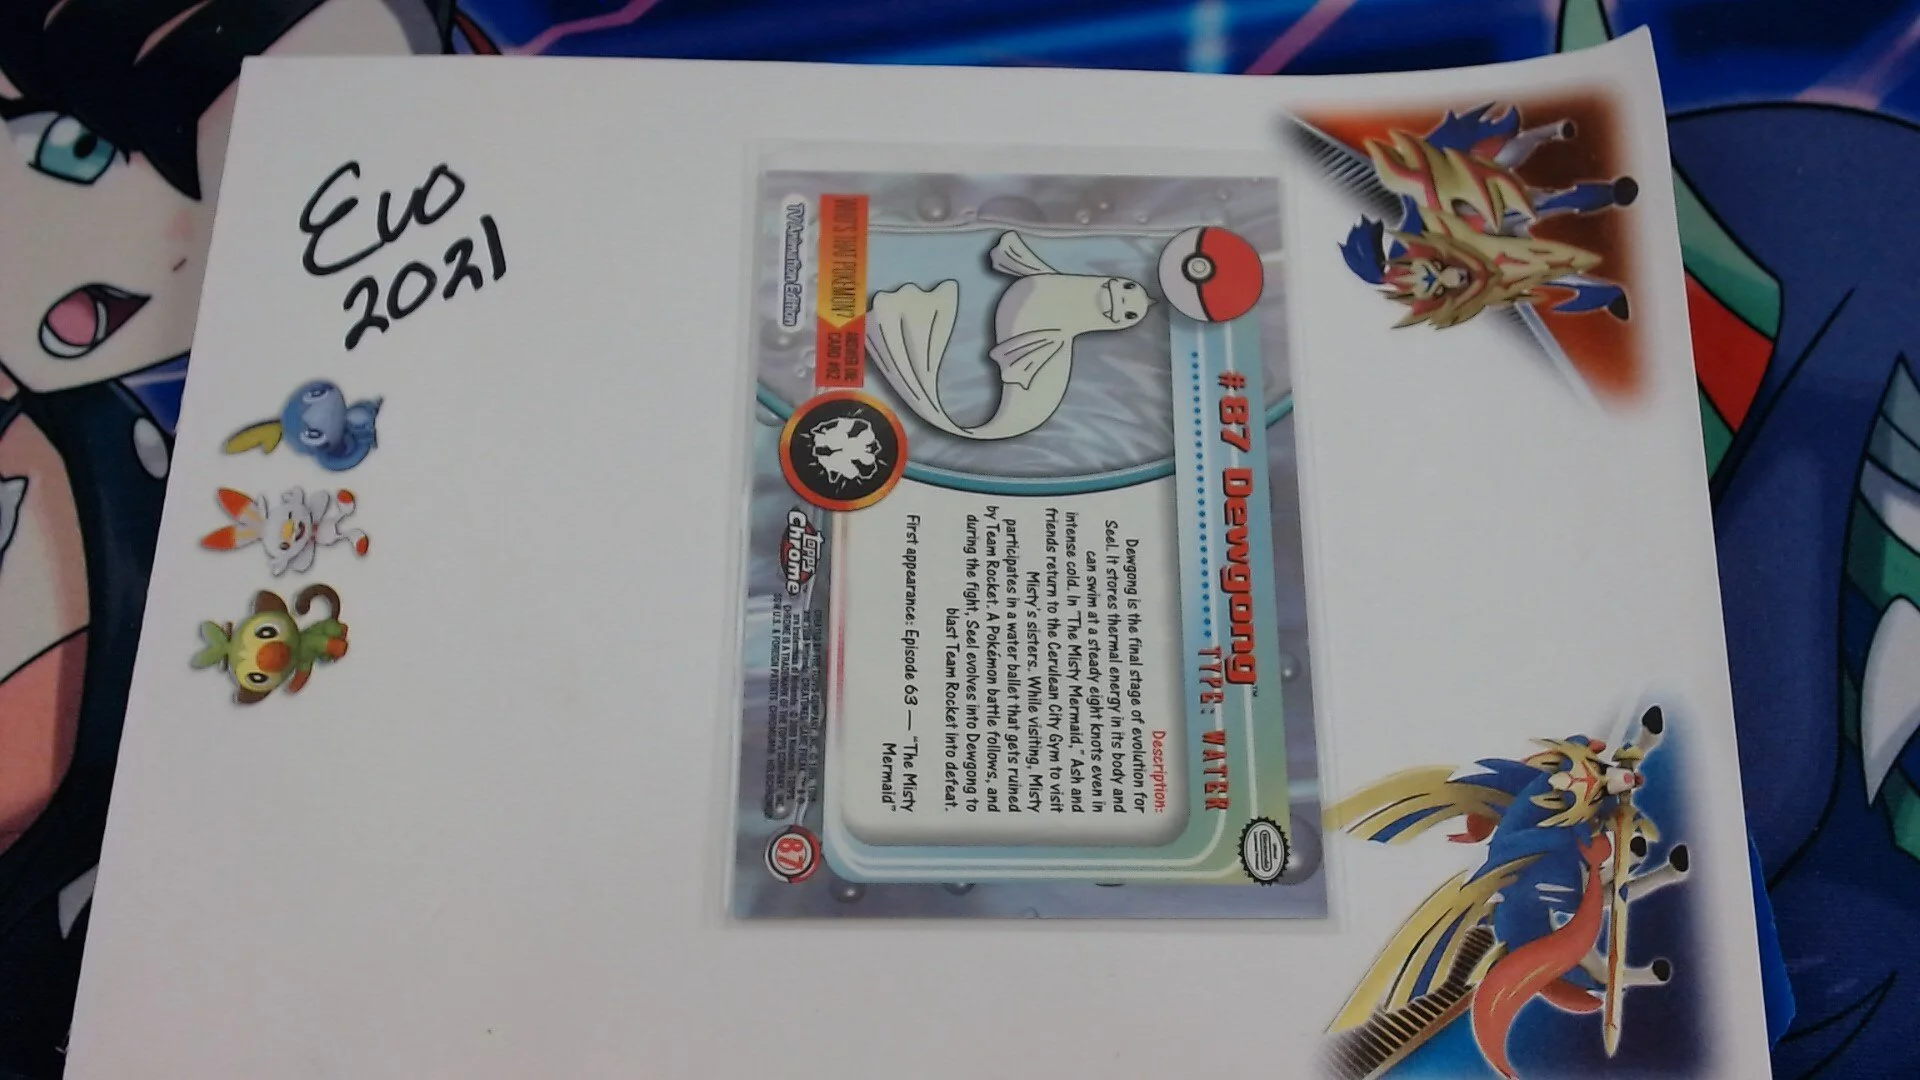 Evo
2021
#87 Dewgong™
TYPE: WATER
Description:
Dewgong is the final stage of evolution for
Seel. It stores thermal energy in its body and
can swim at a steady eight knots even in
intense cold. In "The Misty Mermaid," Ash and
friends return to the Cerulean City Gym to visit
Misty's sisters. While visiting, Misty
participates in a water ballet that gets ruined
by Team Rocket. A Pokémon battle follows, and
during the fight, Seel evolves into Dewgong to
blast Team Rocket into defeat.
First appearance: Episode 63 — "The Misty
Mermaid"
WHO'S THAT POKÉMON?
ANSWER ON
CARD #82
TV Animation Edition
Topps
Chrome
87